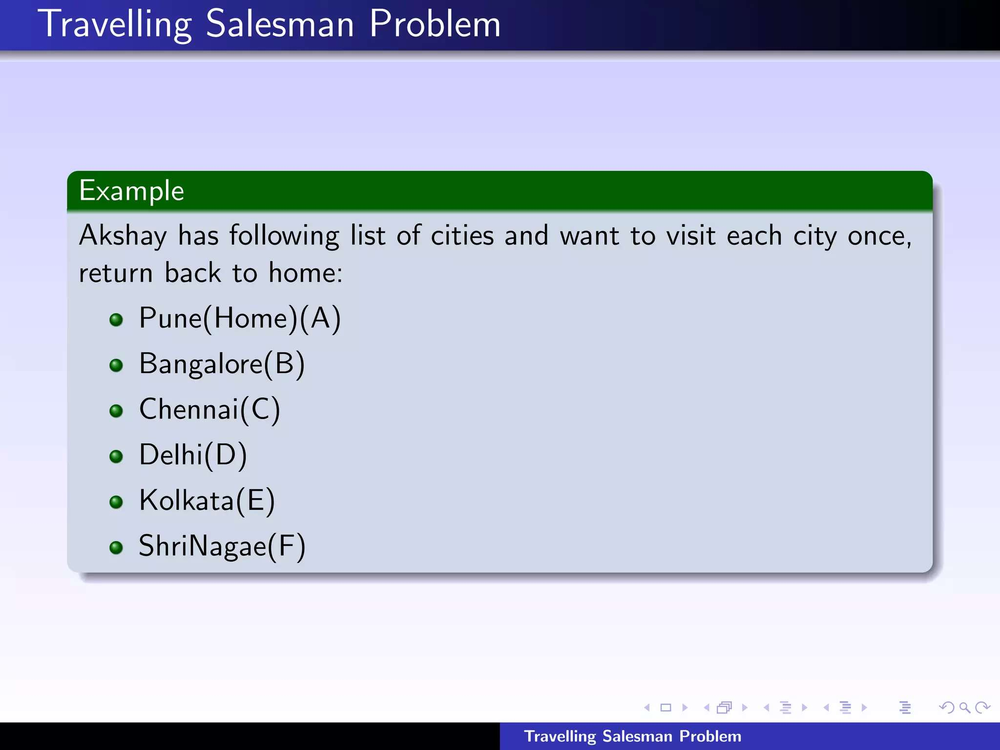 Travelling Salesman Problem
Example
Akshay has following list of cities and want to visit each city once,
return back to home:
Pune(Home)(A)
Bangalore(B)
Chennai(C)
Delhi(D)
Kolkata(E)
ShriNagae(F)
Travelling Salesman Problem